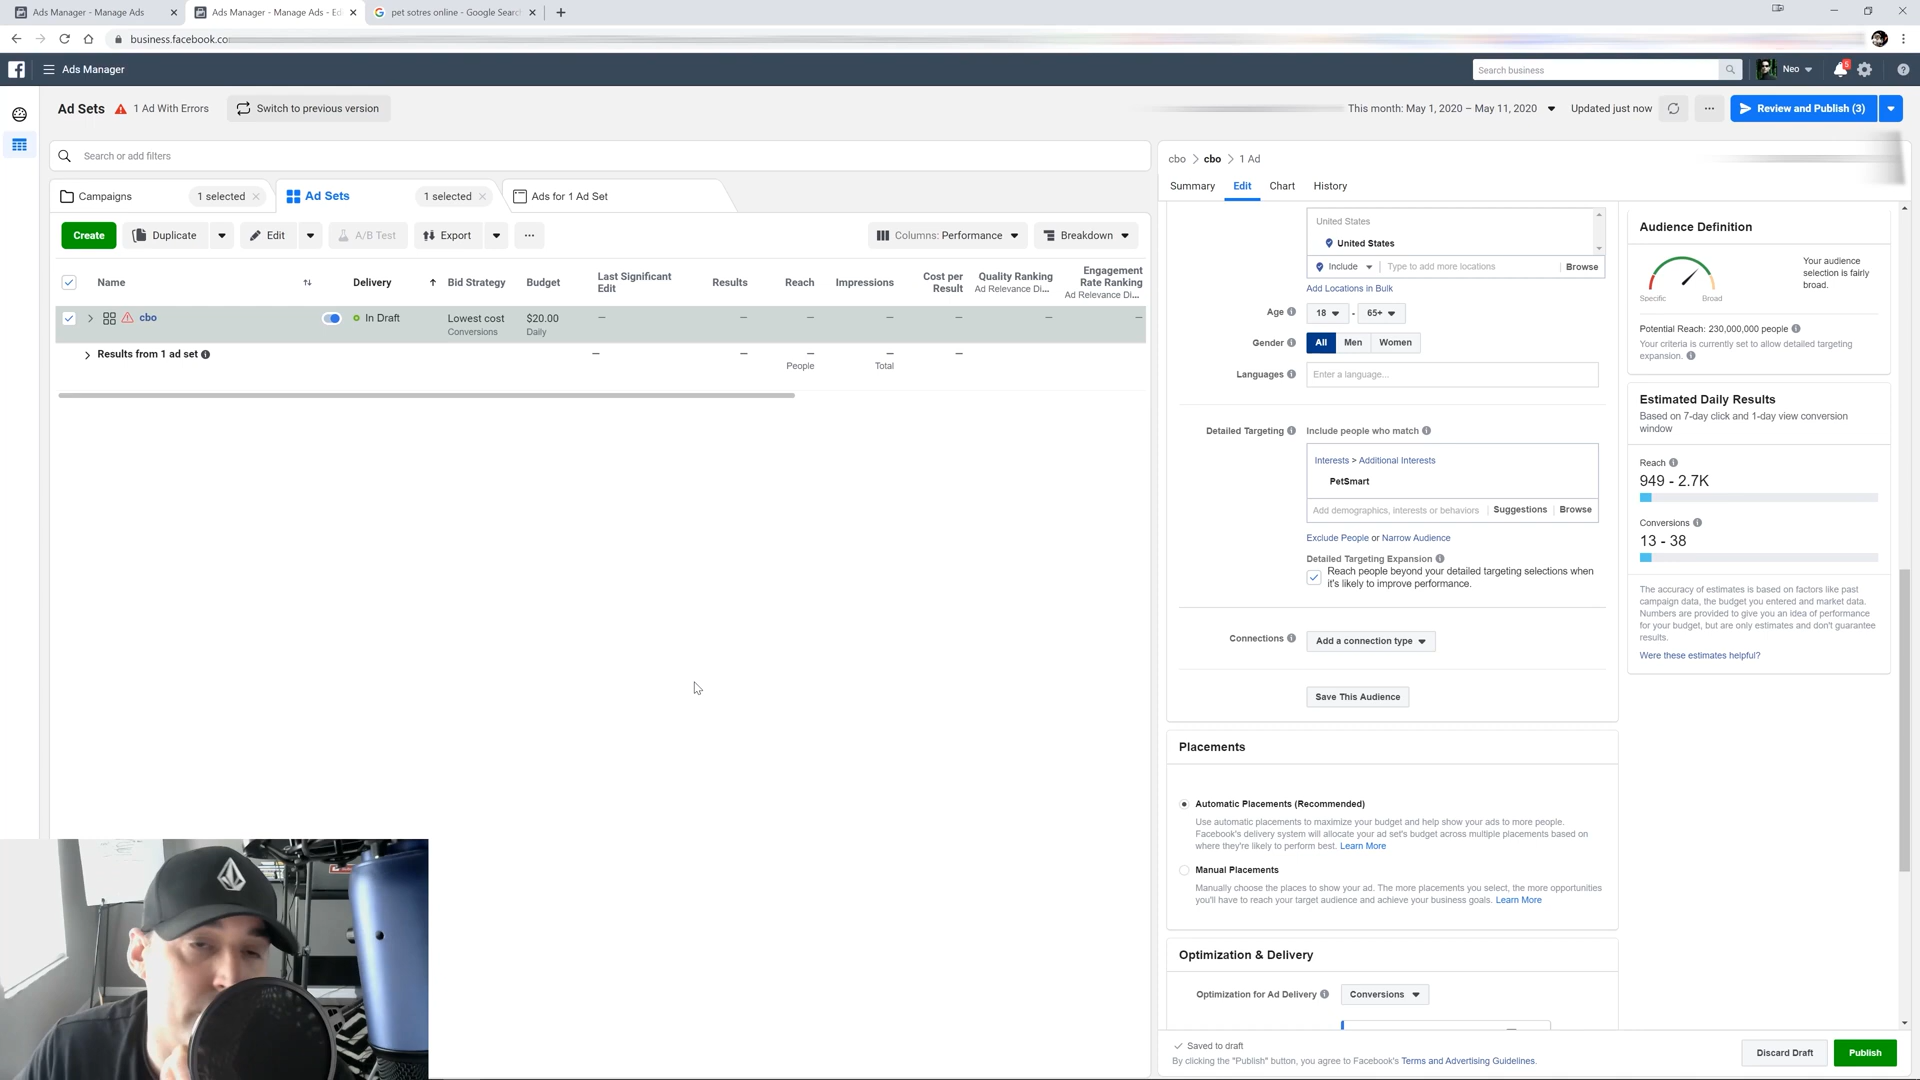 Ads Manager - Manage Ads
Ads Manager - Manage Ads - Ed
pet sotres online - Google Search
business.facebook.co
Ads Manager
Search business
Neo
5
Ad Sets
1 Ad With Errors
Switch to previous version
This month: May 1, 2020 – May 11, 2020
Updated just now
Review and Publish (3)
Search or add filters
Campaigns
1 selected
Ad Sets
1 selected
Ads for 1 Ad Set
Create
Duplicate
Edit
A/B Test
Export
Columns: Performance
Breakdown
Name
Delivery
Bid Strategy
Budget
Last Significant
Edit
Results
Reach
Impressions
Cost per
Result
Quality Ranking
Ad Relevance Di...
Engagement
Rate Ranking
Ad Relevance Di...
cbo
In Draft
Lowest cost
Conversions
$20.00
Daily
— — — — — — —
Results from 1 ad set
— — — — —
People
Total
cbo > cbo > 1 Ad
Summary
Edit
Chart
History
United States
United States
Include
Type to add more locations
Browse
Add Locations in Bulk
Age
18 - 65+
Gender
All
Men
Women
Languages
Enter a language...
Detailed Targeting
Include people who match
Interests > Additional Interests
PetSmart
Add demographics, interests or behaviors
Suggestions
Browse
Exclude People or Narrow Audience
Detailed Targeting Expansion
Reach people beyond your detailed targeting selections when
it's likely to improve performance.
Connections
Add a connection type
Save This Audience
Placements
Automatic Placements (Recommended)
Use automatic placements to maximize your budget and help show your ads to more people.
Facebook's delivery system will allocate your ad set's budget across multiple placements based on
where they're likely to perform best. Learn More
Manual Placements
Manually choose the places to show your ad. The more placements you select, the more opportunities
you'll have to reach your target audience and achieve your business goals. Learn More
Optimization & Delivery
Optimization for Ad Delivery
Conversions
Saved to draft
By clicking the "Publish" button, you agree to Facebook's Terms and Advertising Guidelines.
Discard Draft
Publish
Audience Definition
Specific
Broad
Your audience
selection is fairly
broad.
Potential Reach: 230,000,000 people
Your criteria is currently set to allow detailed targeting
expansion.
Estimated Daily Results
Based on 7-day click and 1-day view conversion
window
Reach
949 - 2.7K
Conversions
13 - 38
The accuracy of estimates is based on factors like past
campaign data, the budget you entered and market data.
Numbers are provided to give you an idea of performance
for your budget, but are only estimates and don't guarantee
results.
Were these estimates helpful?